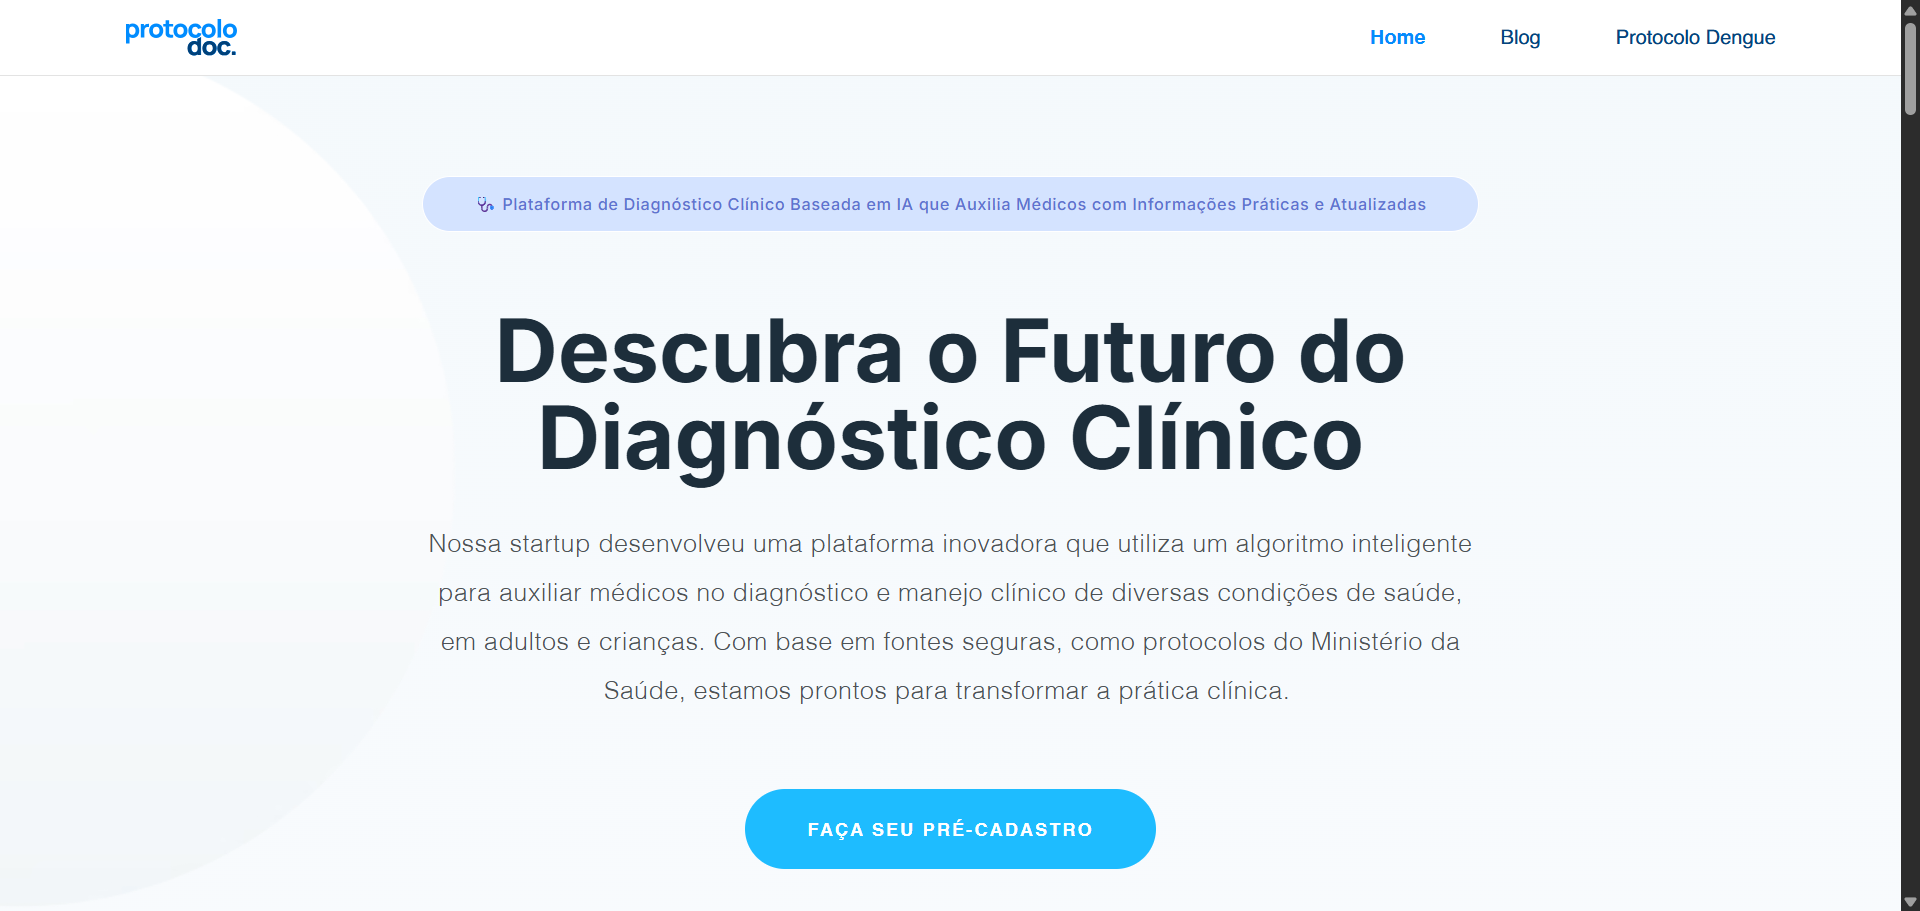 protocolo
doc.
Home
Blog
Protocolo Dengue
Plataforma de Diagnóstico Clínico Baseada em IA que Auxilia Médicos com Informações Práticas e Atualizadas
Descubra o Futuro do
Diagnóstico Clínico
Nossa startup desenvolveu uma plataforma inovadora que utiliza um algoritmo inteligente
para auxiliar médicos no diagnóstico e manejo clínico de diversas condições de saúde,
em adultos e crianças. Com base em fontes seguras, como protocolos do Ministério da
Saúde, estamos prontos para transformar a prática clínica.
FAÇA SEU PRÉ-CADASTRO